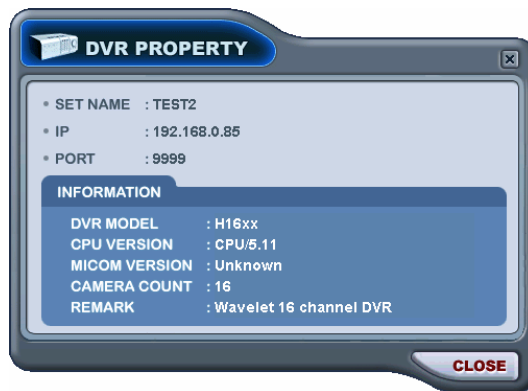 DVR PROPERTY
SET NAME : TEST2
IP : 192.168.0.85
PORT : 9999
INFORMATION
DVR MODEL : H16xx
CPU VERSION : CPU/5.11
MICOM VERSION : Unknown
CAMERA COUNT : 16
REMARK : Wavelet 16 channel DVR
CLOSE